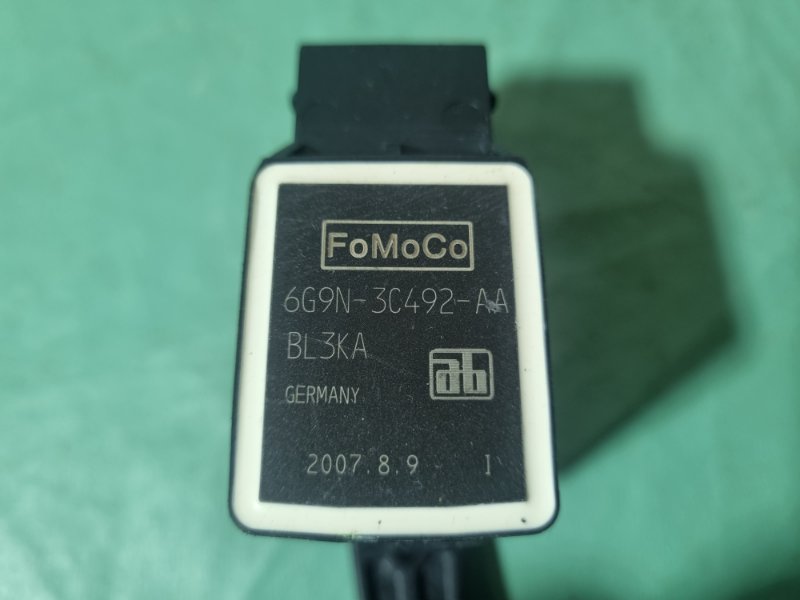 FoMoCo
6G9N-3C492-AA
BL3KA
ab
GERMANY
2007.8.9 I